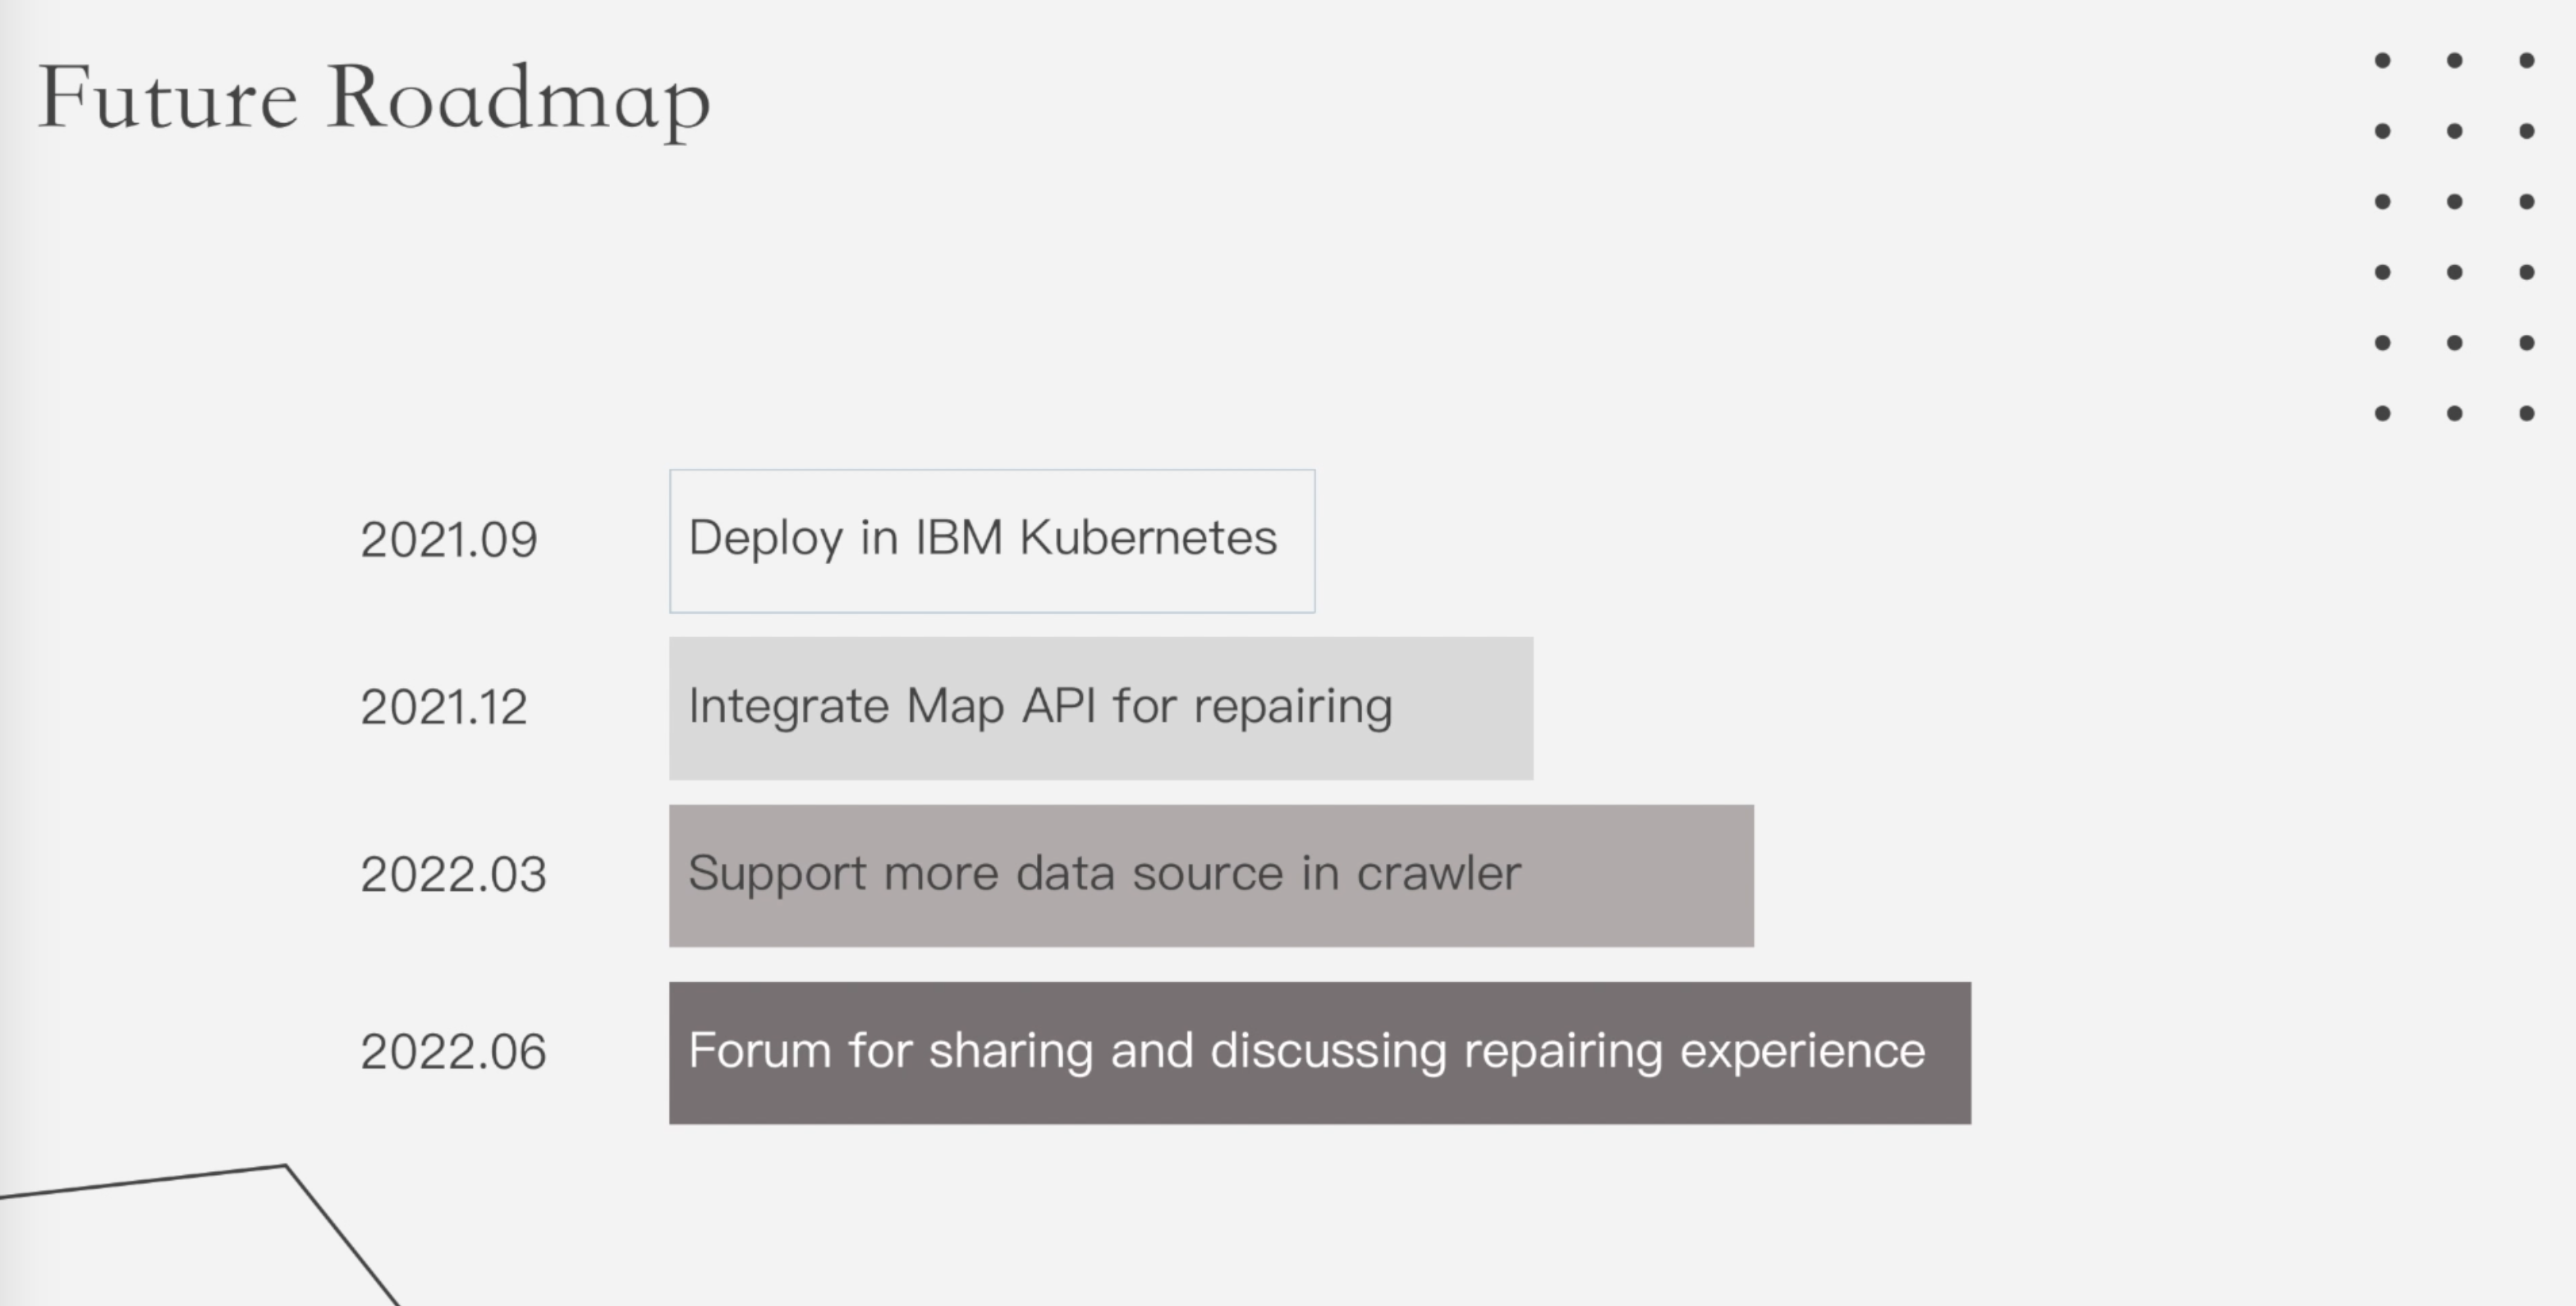 Future Roadmap
2021.09 Deploy in IBM Kubernetes
2021.12 Integrate Map API for repairing
2022.03 Support more data source in crawler
2022.06 Forum for sharing and discussing repairing experience